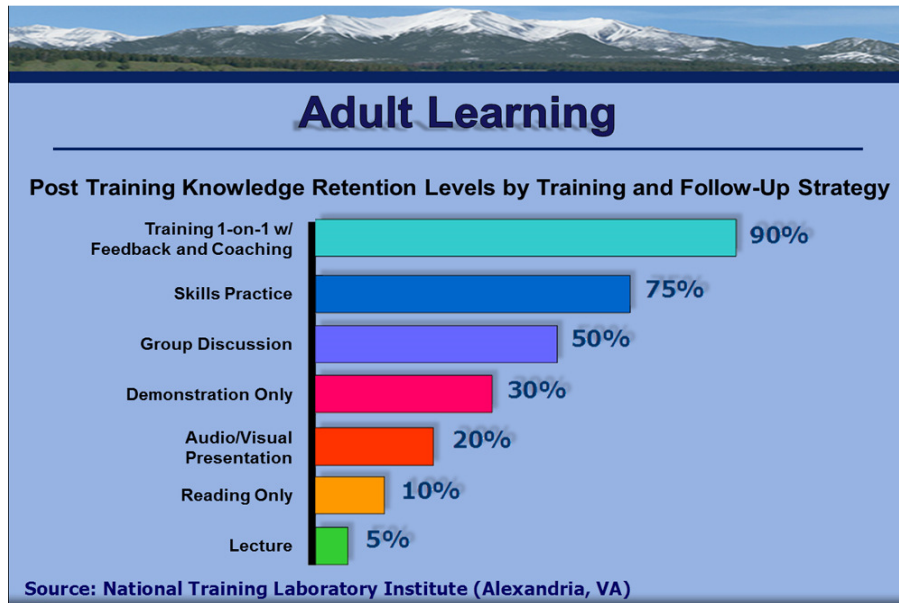 Adult Learning
Post Training Knowledge Retention Levels by Training and Follow-Up Strategy
Training 1-on-1 w/
Feedback and Coaching
90%
Skills Practice
75%
Group Discussion
50%
Demonstration Only
30%
Audio/Visual
Presentation
20%
Reading Only
10%
Lecture
5%
Source: National Training Laboratory Institute (Alexandria, VA)